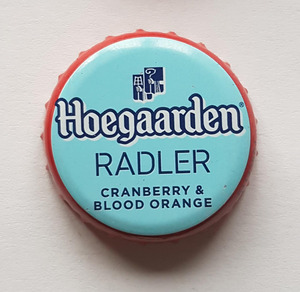 Hoegaarden
RADLER
CRANBERRY &
BLOOD ORANGE